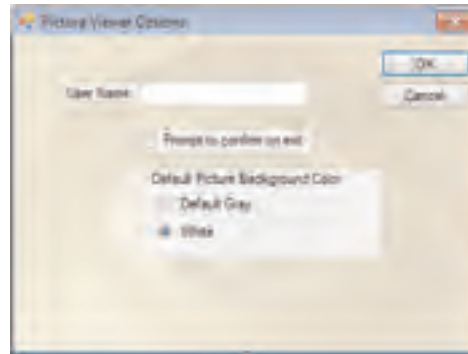 Picture Viewer Options
OK
User Name:
Cancel
Prompt to confirm on exit
Default Picture Background Color
Default Gray
White